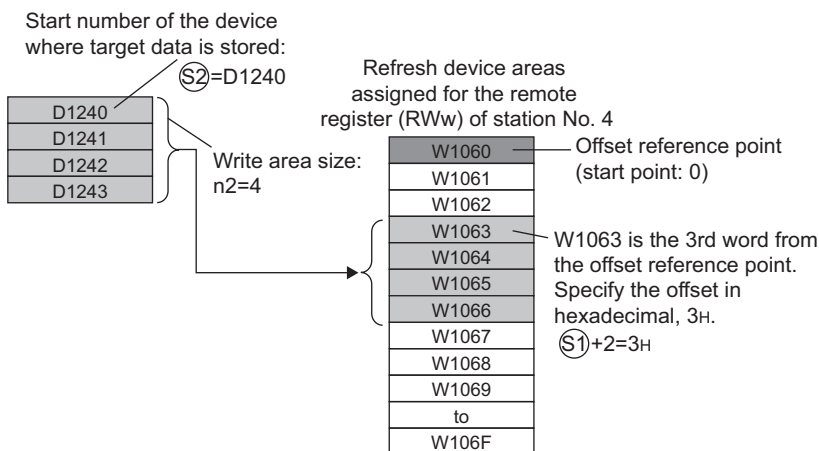 Start number of the device
where target data is stored:
S2=D1240
D1240
D1241
D1242
D1243
Write area size:
n2=4
Refresh device areas
assigned for the remote
register (RWw) of station No. 4
W1060
W1061
W1062
W1063
W1064
W1065
W1066
W1067
W1068
W1069
to
W106F
Offset reference point
(start point: 0)
W1063 is the 3rd word from
the offset reference point.
Specify the offset in
hexadecimal, 3H.
S1+2=3H